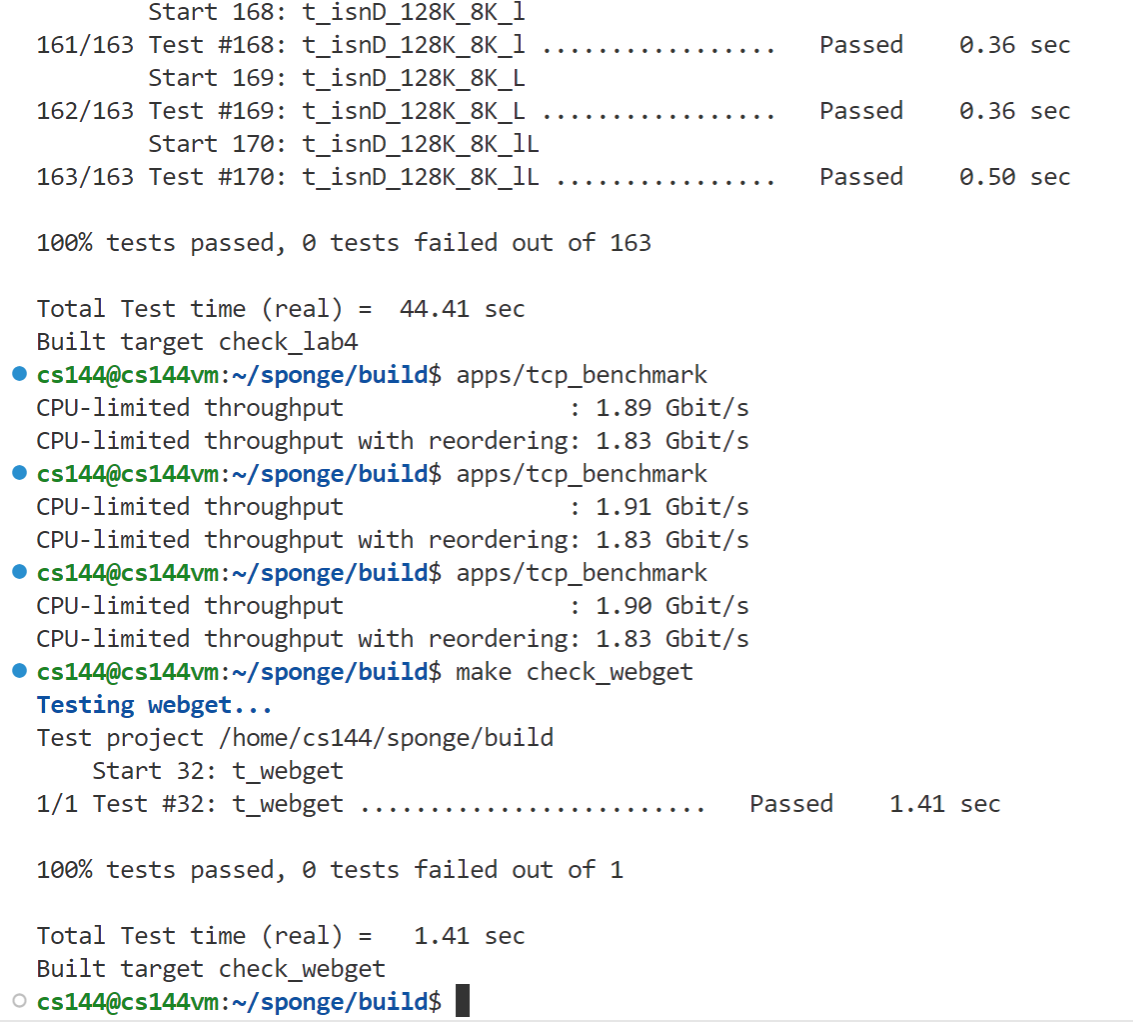 Start 168: t_isnD_128K_8K_l
161/163 Test #168: t_isnD_128K_8K_l .................   Passed    0.36 sec
Start 169: t_isnD_128K_8K_L
162/163 Test #169: t_isnD_128K_8K_L .................   Passed    0.36 sec
Start 170: t_isnD_128K_8K_lL
163/163 Test #170: t_isnD_128K_8K_lL ................   Passed    0.50 sec
100% tests passed, 0 tests failed out of 163
Total Test time (real) =  44.41 sec
Built target check_lab4
cs144@cs144vm:~/sponge/build$ apps/tcp_benchmark
CPU-limited throughput                : 1.89 Gbit/s
CPU-limited throughput with reordering: 1.83 Gbit/s
cs144@cs144vm:~/sponge/build$ apps/tcp_benchmark
CPU-limited throughput                : 1.91 Gbit/s
CPU-limited throughput with reordering: 1.83 Gbit/s
cs144@cs144vm:~/sponge/build$ apps/tcp_benchmark
CPU-limited throughput                : 1.90 Gbit/s
CPU-limited throughput with reordering: 1.83 Gbit/s
cs144@cs144vm:~/sponge/build$ make check_webget
Testing webget...
Test project /home/cs144/sponge/build
Start 32: t_webget
1/1 Test #32: t_webget .........................   Passed    1.41 sec
100% tests passed, 0 tests failed out of 1
Total Test time (real) =   1.41 sec
Built target check_webget
cs144@cs144vm:~/sponge/build$